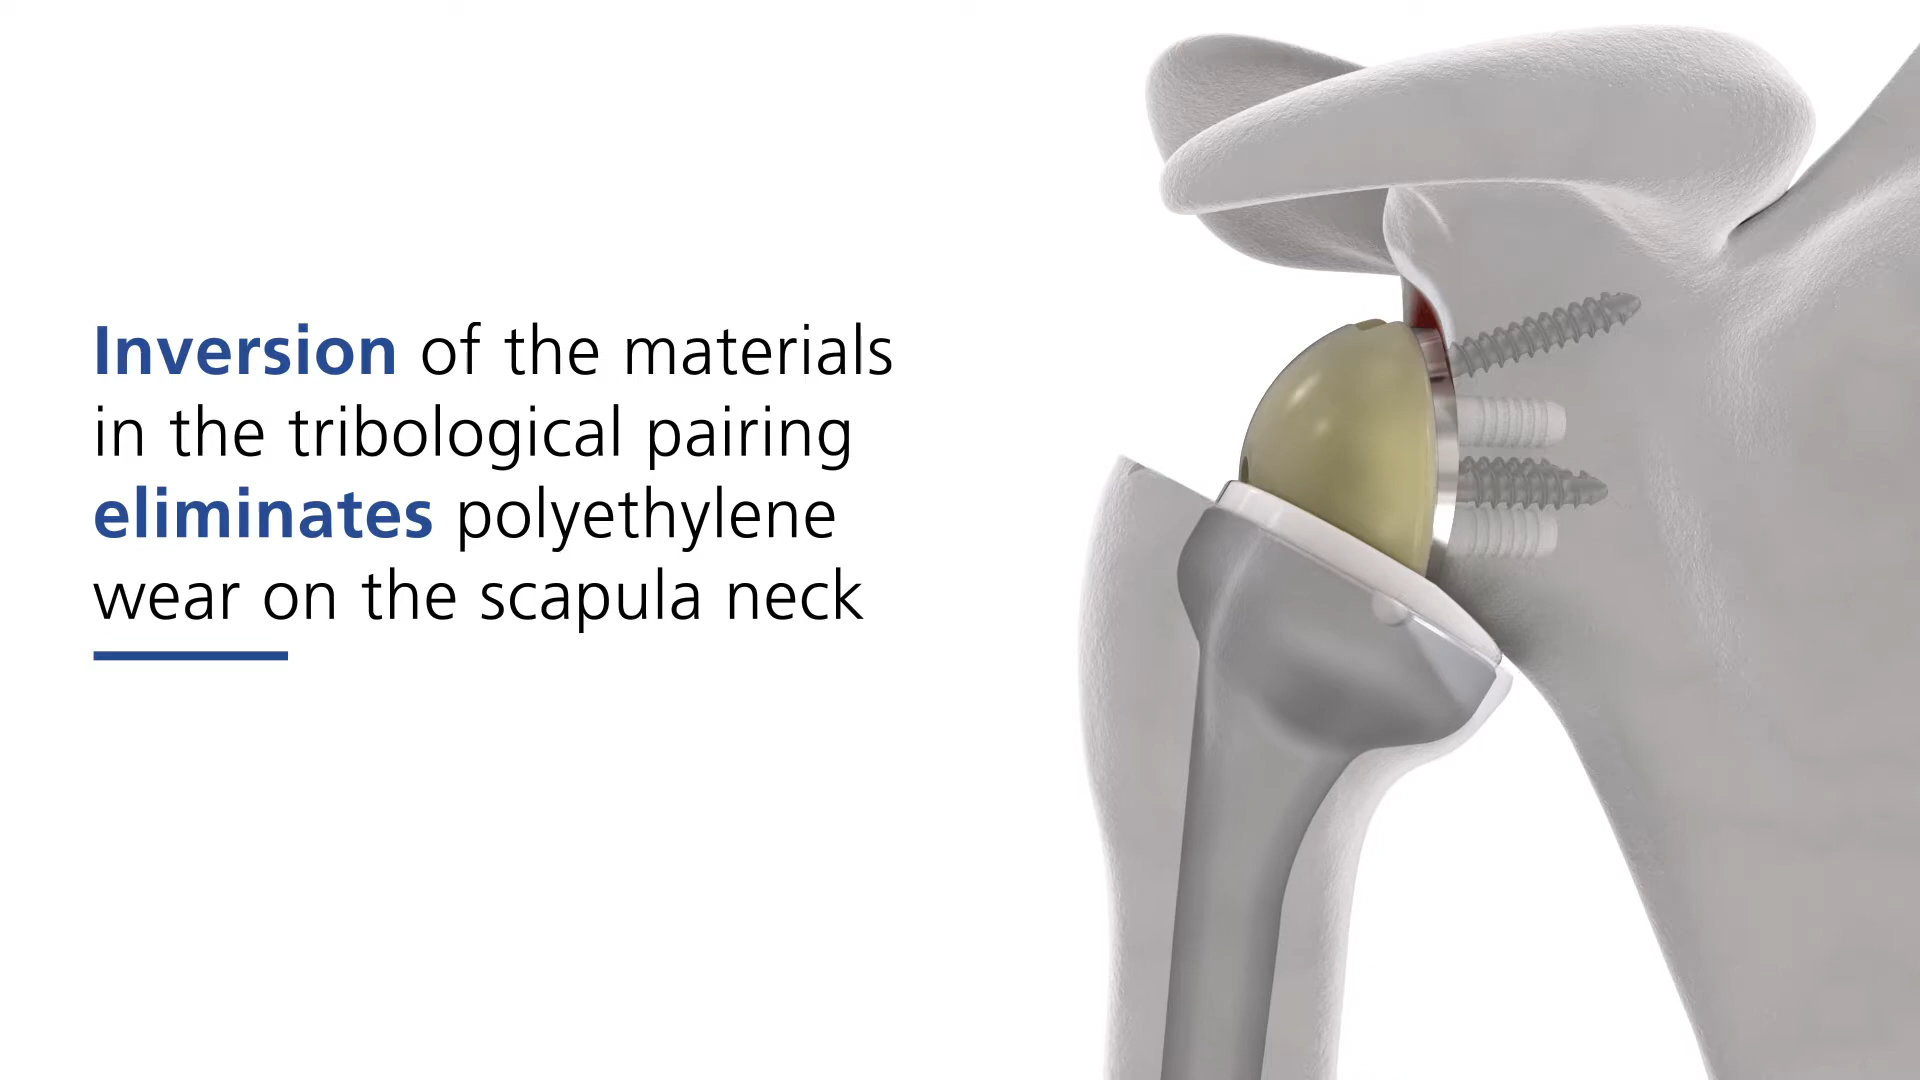 Inversion of the materials
in the tribological pairing
eliminates polyethylene
wear on the scapula neck